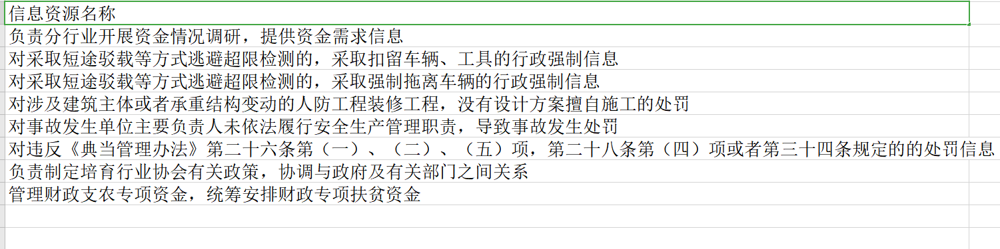 信息资源名称
负责分行业开展资金情况调研，提供资金需求信息
对采取短途驳载等方式逃避超限检测的，采取扣留车辆、工具的行政强制信息
对采取短途驳载等方式逃避超限检测的，采取强制拖离车辆的行政强制信息
对涉及建筑主体或者承重结构变动的人防工程装修工程，没有设计方案擅自施工的处罚
对事故发生单位主要负责人未依法履行安全生产管理职责，导致事故发生处罚
对违反《典当管理办法》第二十六条第（一）、（二）、（五）项，第二十八条第（四）项或者第三十四条规定的的处罚信息
负责制定培育行业协会有关政策，协调与政府及有关部门之间关系
管理财政支农专项资金，统筹安排财政专项扶贫资金